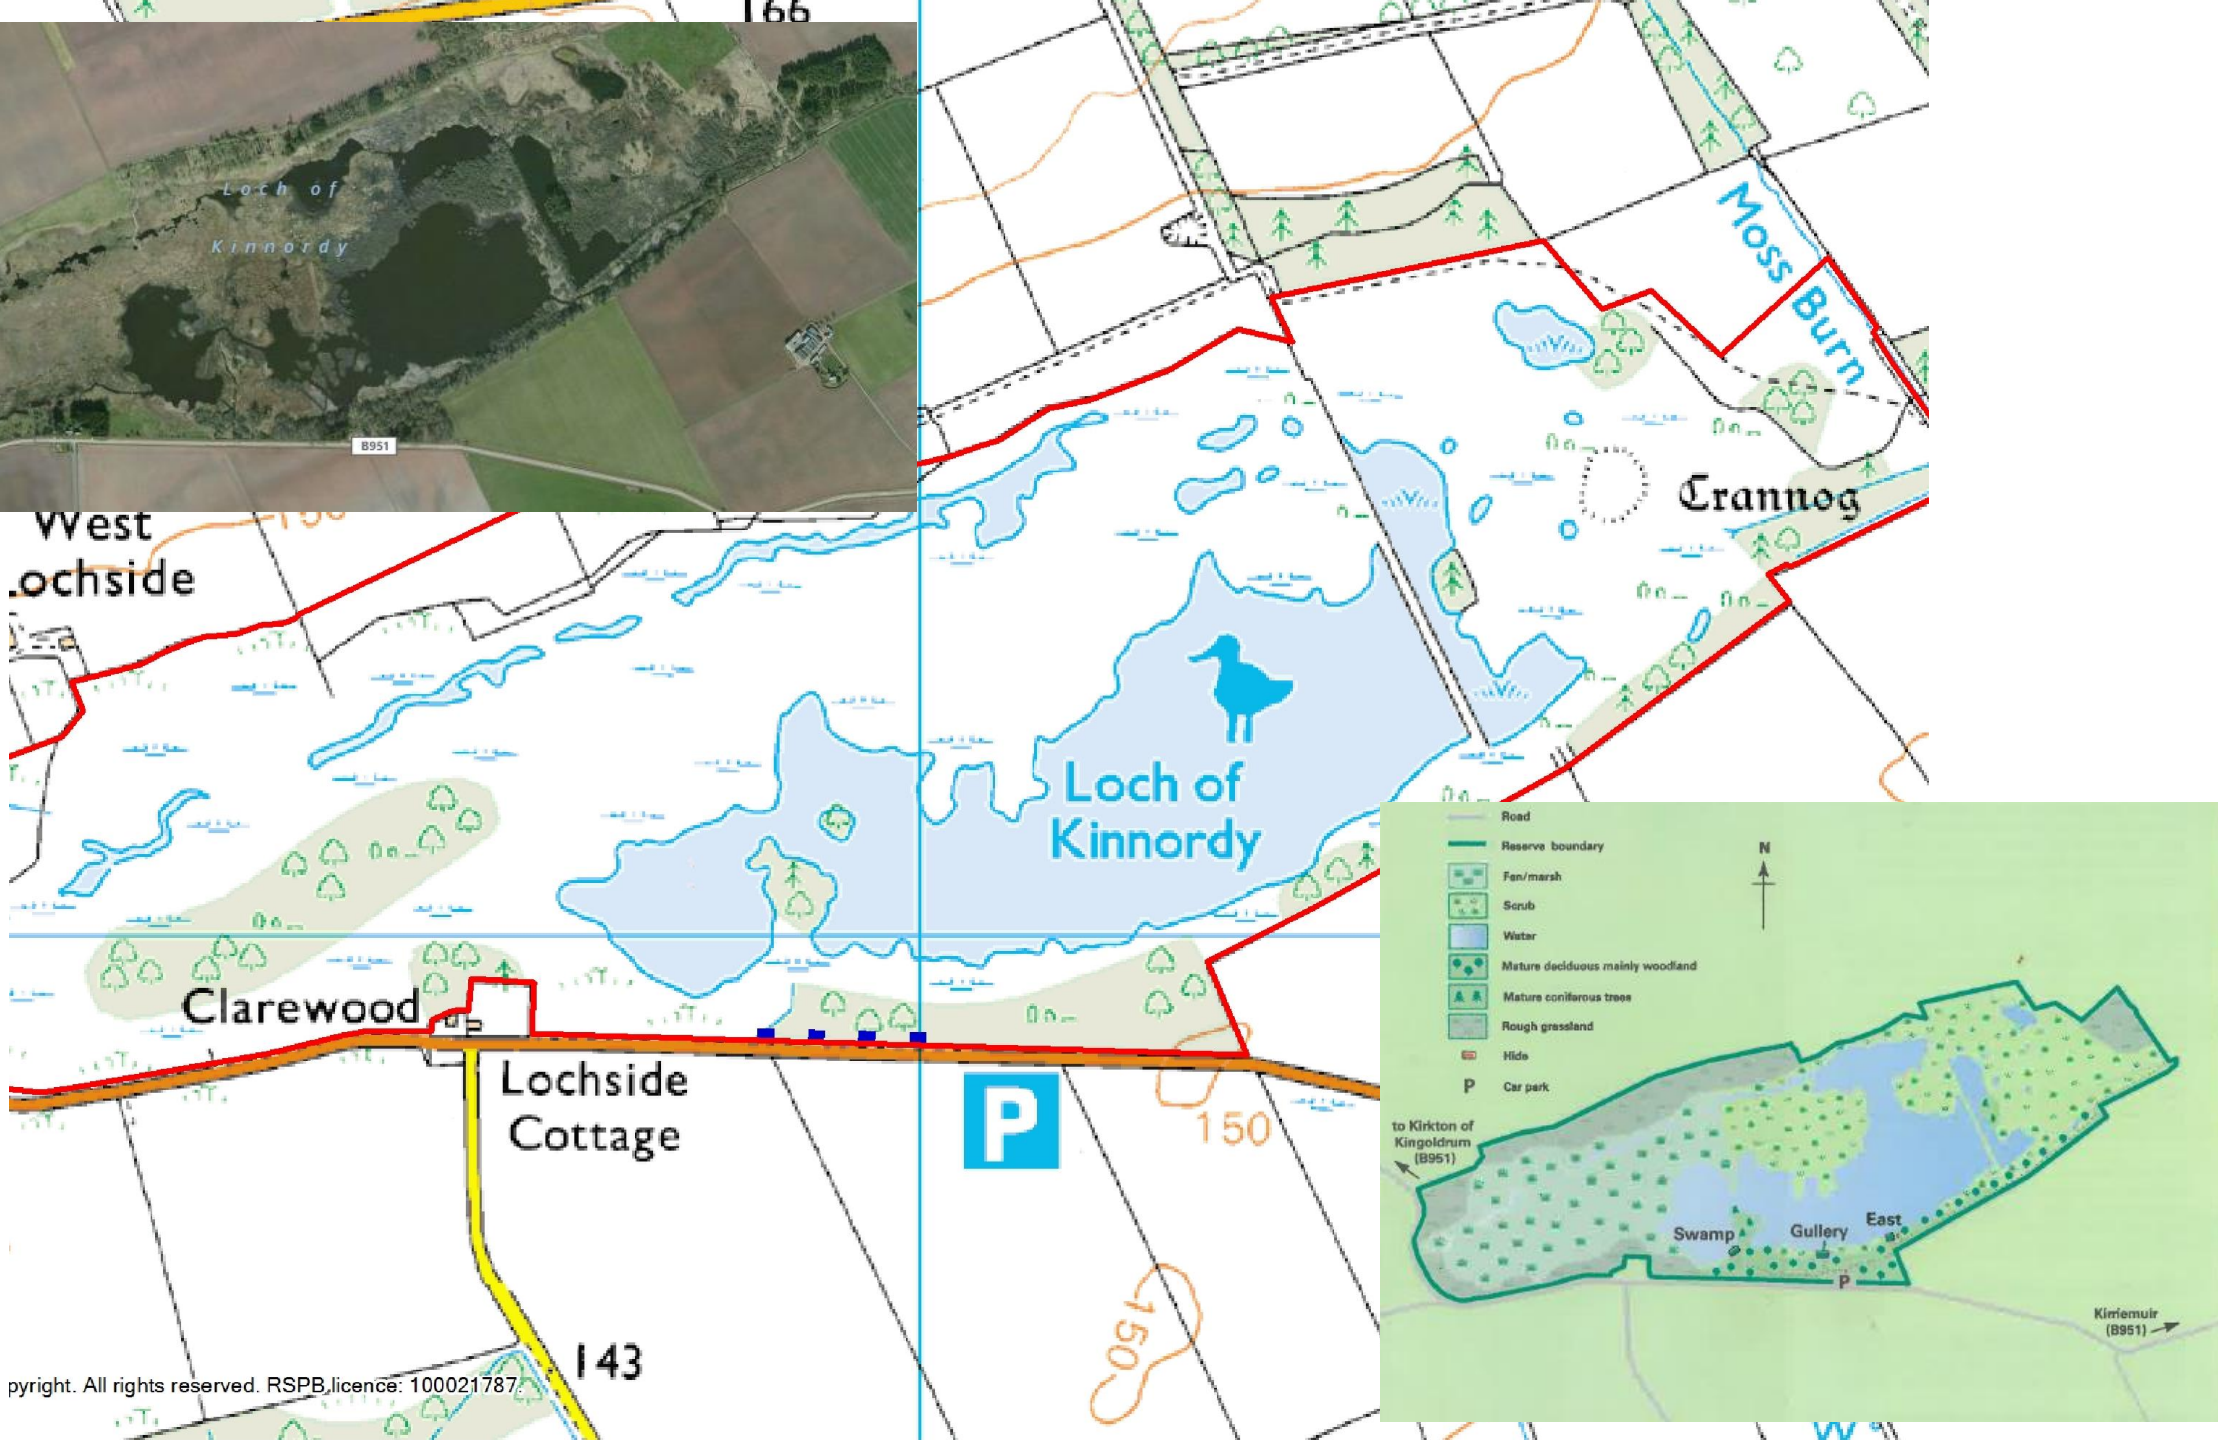 166
Loch of
Kinnordy
B951
West
ochside
Moss Burn
Crannog
Loch of
Kinnordy
Clarewood
Lochside
Cottage
P
150
150
143
pyright. All rights reserved. RSPB licence: 100021787.
Road
Reserve boundary
Fen/marsh
Scrub
Water
Mature deciduous mainly woodland
Mature coniferous trees
Rough grassland
Hide
P Car park
N
to Kirkton of
Kingoldrum
(B951)
Swamp
Gullery
East
P
Kirriemuir
(B951)